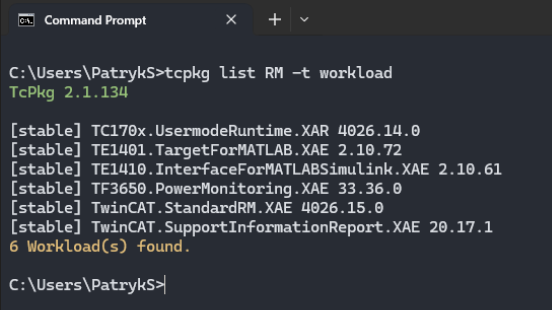 Command Prompt
C:\Users\PatrykS>tcpkg list RM -t workload
TcPkg 2.1.134
[stable] TC170x.UsermodeRuntime.XAR 4026.14.0
[stable] TE1401.TargetForMATLAB.XAE 2.10.72
[stable] TE1410.InterfaceForMATLABSimulink.XAE 2.10.61
[stable] TF3650.PowerMonitoring.XAE 33.36.0
[stable] TwinCAT.StandardRM.XAE 4026.15.0
[stable] TwinCAT.SupportInformationReport.XAE 20.17.1
6 Workload(s) found.
C:\Users\PatrykS>